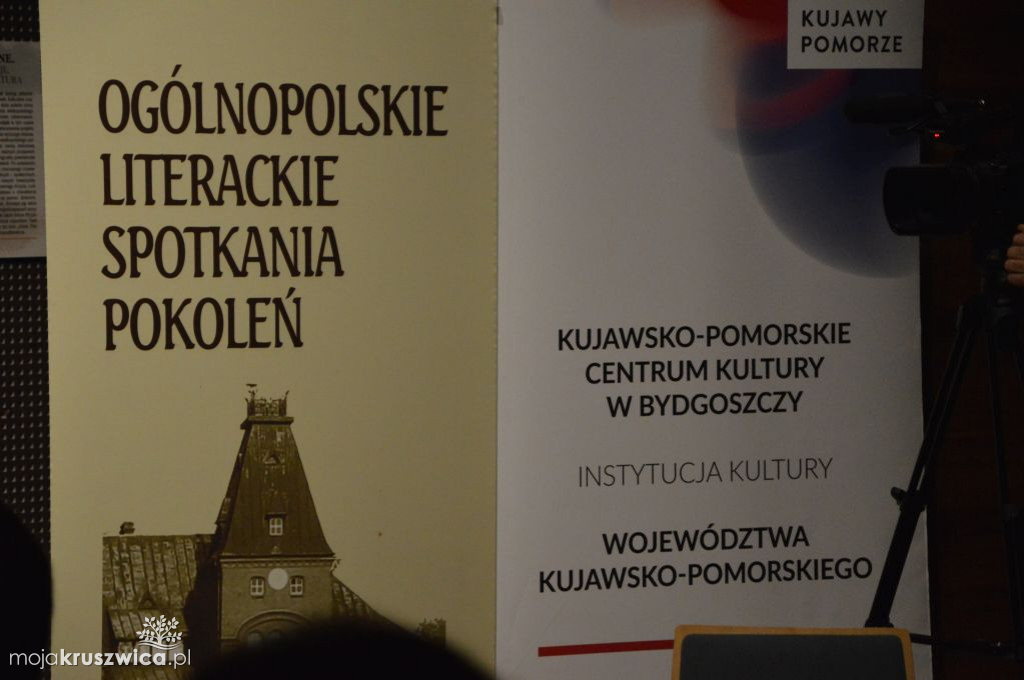 OGÓLNOPOLSKIE
LITERACKIE
SPOTKANIA
POKOLEŃ
KUJAWY
POMORZE
KUJAWSKO-POMORSKIE
CENTRUM KULTURY
W BYDGOSZCZY
INSTYTUCJA KULTURY
WOJEWÓDZTWA
KUJAWSKO-POMORSKIEGO
mojakruszwica.pl